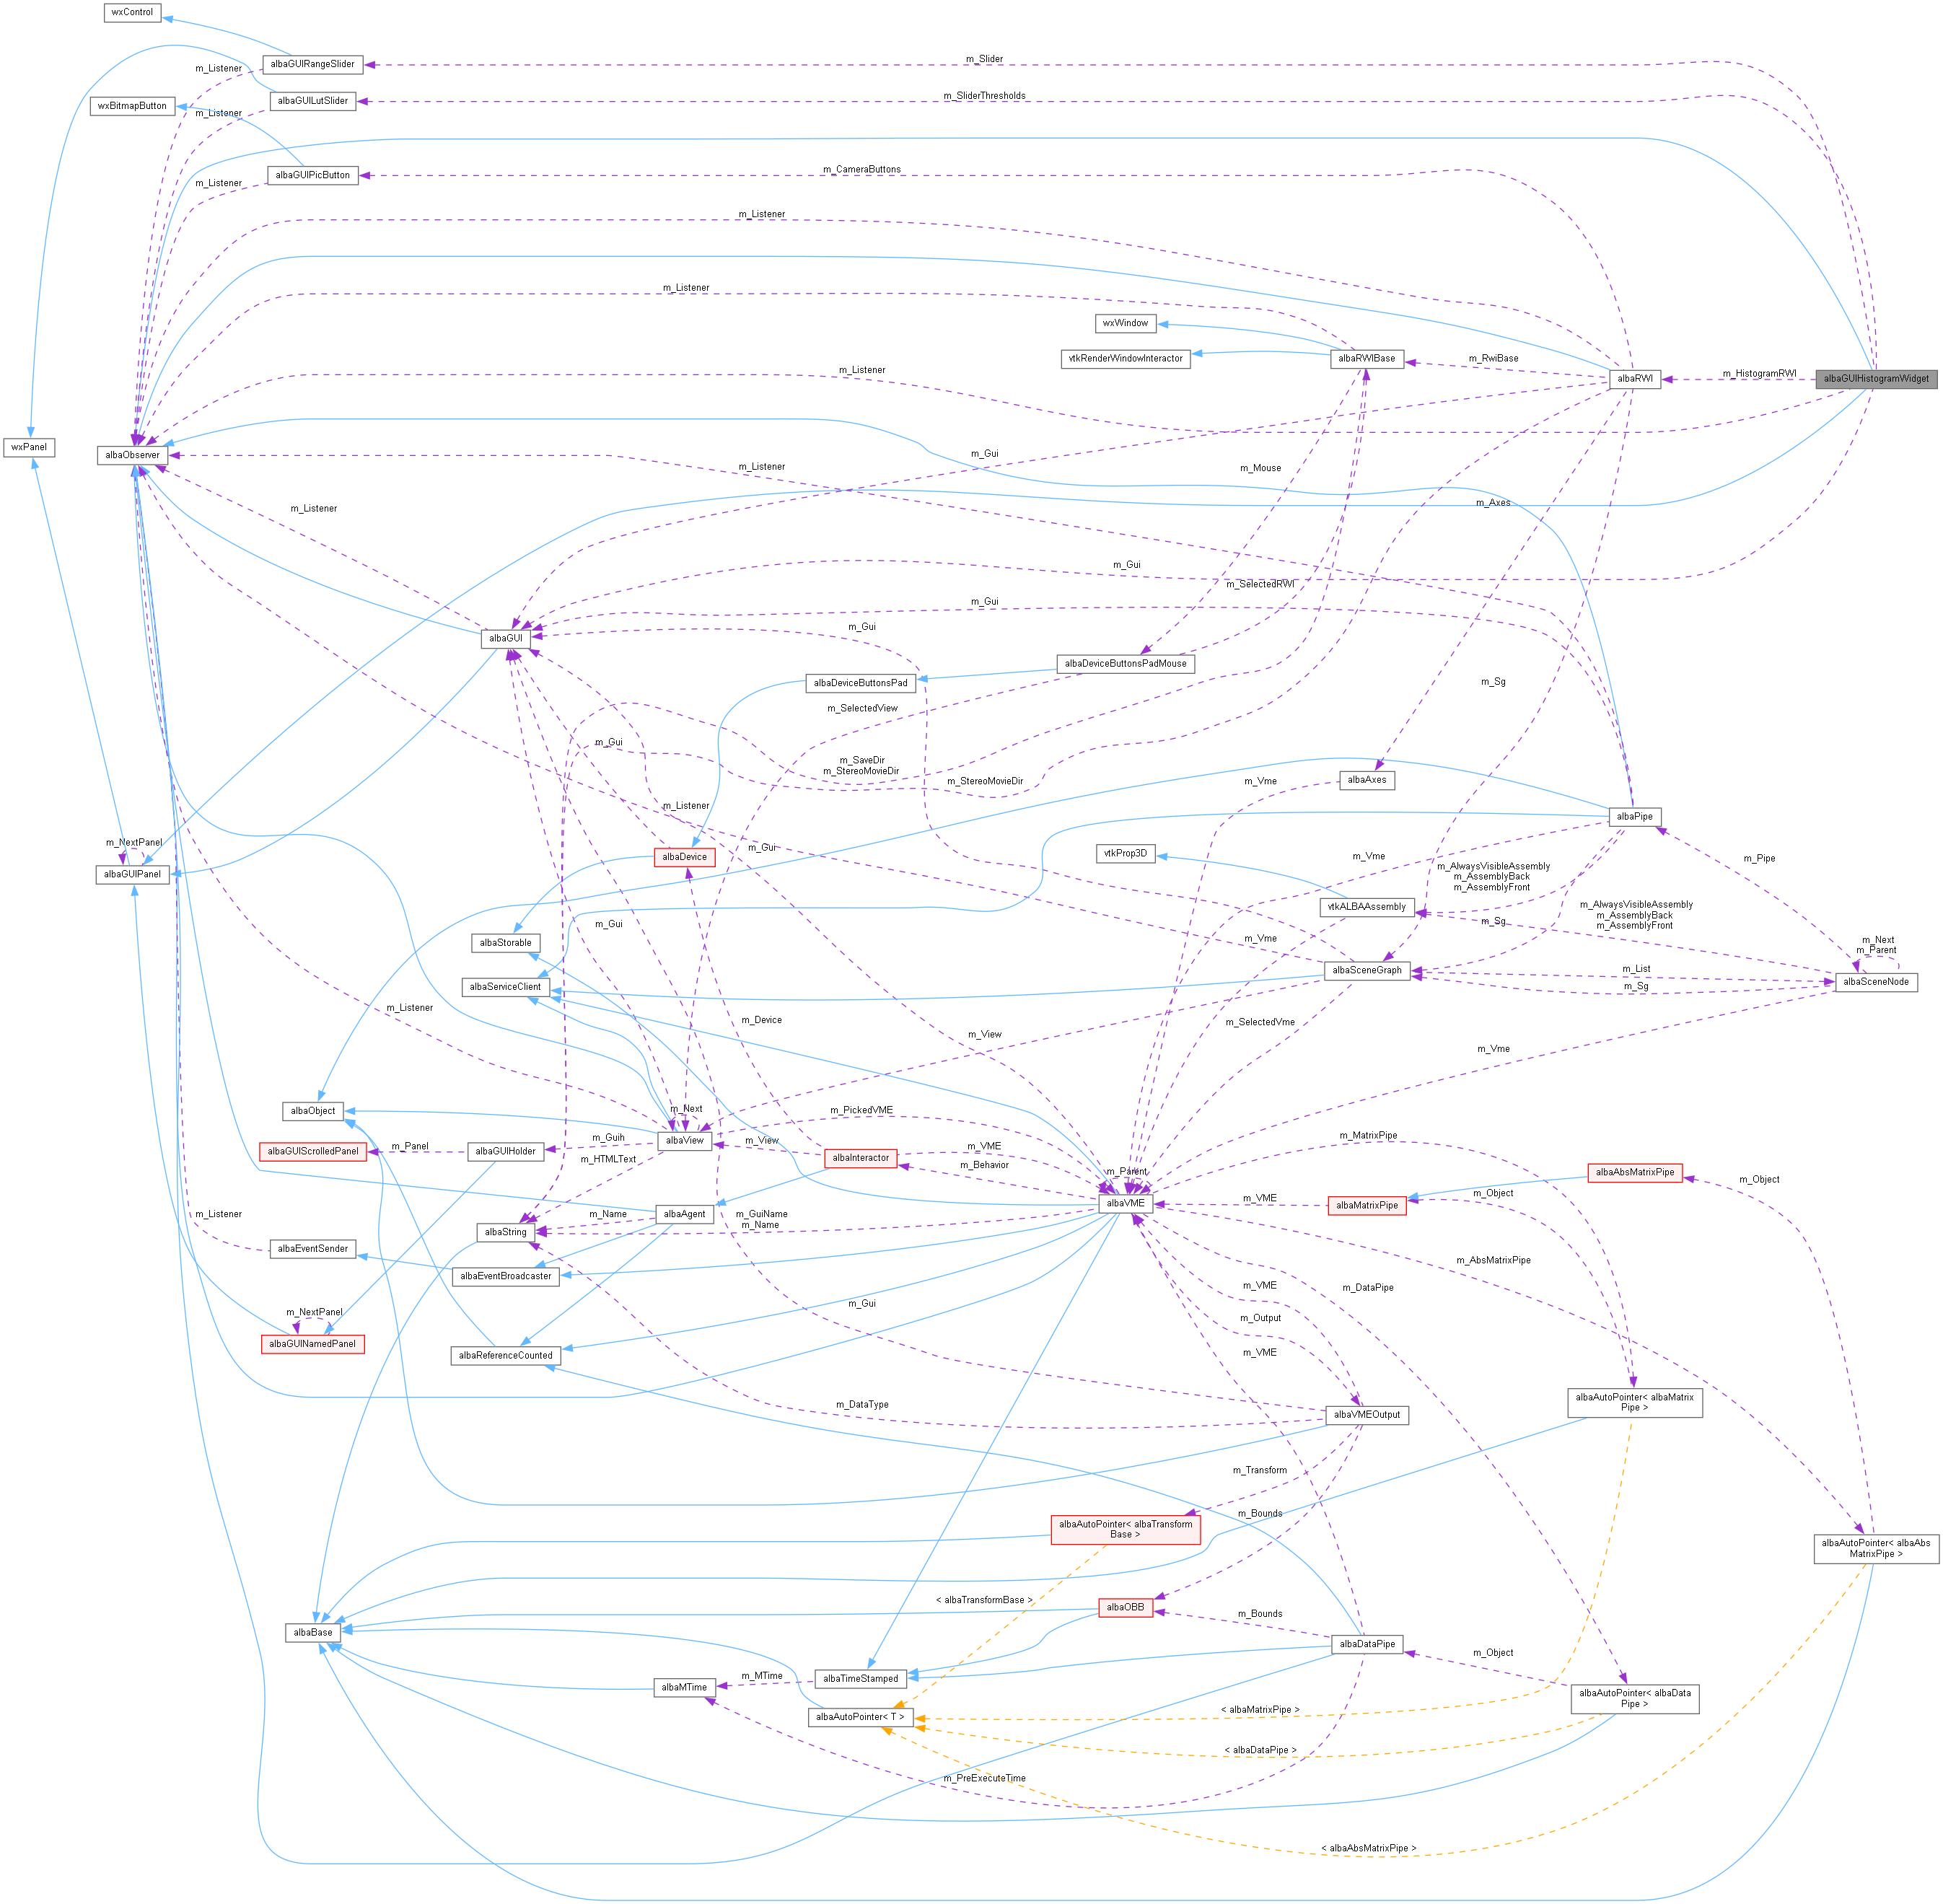 wxControl
m_Slider
albaGUIRangeSlider
m_Listener
m_SliderThresholds
albaGUILutSlider
wxBitmapButton
m_Listener
m_CameraButtons
albaGUIPicButton
m_Listener
m_Listener
m_Listener
wxWindow
vtkRenderWindowInteractor
albaRWIBase
m_RwiBase
m_Listener
m_HistogramRWI
albaRWI
albaGUIHistogramWidget
wxPanel
albaObserver
m_Gui
m_Listener
m_Mouse
m_Listener
m_Axes
m_Gui
m_SelectedRWI
m_Gui
m_Gui
albaGUI
albaDeviceButtonsPadMouse
albaDeviceButtonsPad
m_Sg
m_SelectedView
m_Gui
m_SaveDir
m_StereoMovieDir
m_StereoMovieDir
m_Vme
albaAxes
m_Listener
albaPipe
m_NextPanel
albaGUIPanel
m_Gui
albaDevice
vtkProp3D
m_Vme
m_Pipe
m_AlwaysVisibleAssembly
m_AssemblyBack
m_AssemblyFront
vtkALBAAssembly
m_AlwaysVisibleAssembly
m_AssemblyBack
m_AssemblyFront
m_Sg
m_Gui
albaStorable
m_Vme
m_Next
m_Parent
albaSceneGraph
m_List
m_Sg
albaSceneNode
albaServiceClient
m_Listener
m_Device
m_SelectedVme
m_View
m_Vme
albaObject
m_Next
m_PickedVME
albaView
m_Guih
m_Panel
albaGUIScrolledPanel
albaGUIHolder
m_View
m_VME
albaInteractor
m_Behavior
m_HTMLText
m_MatrixPipe
m_Parent
albaVME
m_VME
albaMatrixPipe
albaAbsMatrixPipe
m_Object
m_Object
m_Listener
albaString
m_Name
albaAgent
m_GuiName
m_Name
albaEventSender
albaEventBroadcaster
m_AbsMatrixPipe
m_VME
m_DataPipe
m_NextPanel
albaGUINamedPanel
m_Gui
m_Output
m_VME
albaReferenceCounted
m_DataType
albaVMEOutput
albaAutoPointer< albaMatrix
Pipe >
m_Transform
m_Bounds
albaAutoPointer< albaTransform
Base >
albaAutoPointer< albaAbs
MatrixPipe >
< albaTransformBase >
albaOBB
m_Bounds
albaBase
albaDataPipe
m_Object
albaMTime
m_MTime
albaTimeStamped
albaAutoPointer< T >
albaAutoPointer< albaData
Pipe >
< albaMatrixPipe >
< albaDataPipe >
m_PreExecuteTime
< albaAbsMatrixPipe >